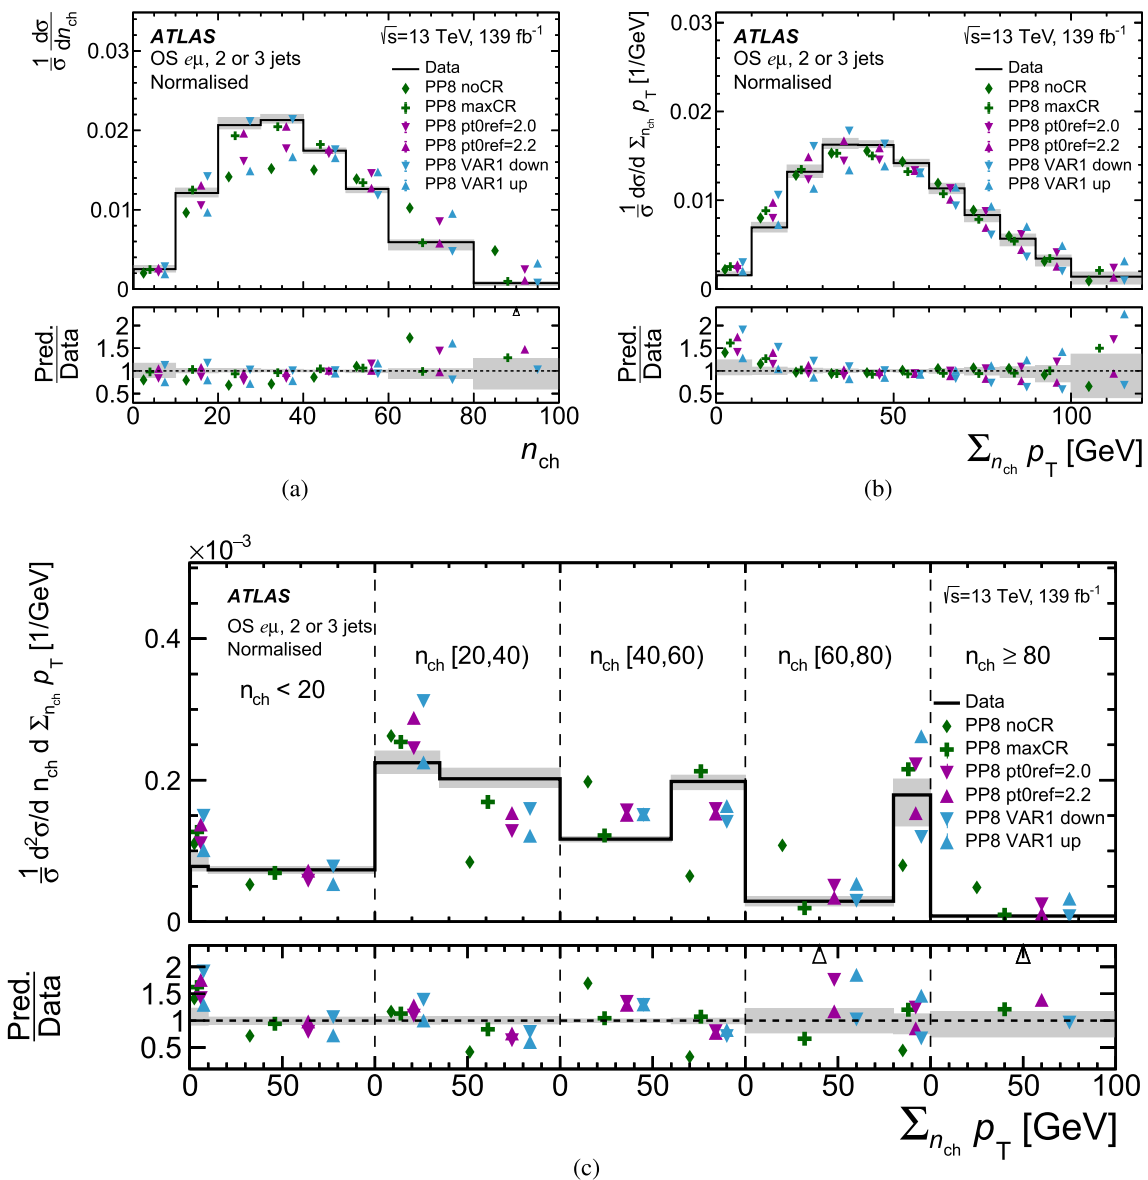 1/σ dσ/dn_ch
ATLAS
OS eμ, 2 or 3 jets
Normalised
√s=13 TeV, 139 fb⁻¹
Data
PP8 noCR
PP8 maxCR
PP8 pt0ref=2.0
PP8 pt0ref=2.2
PP8 VAR1 down
PP8 VAR1 up
0.03
0.02
0.01
0
Pred.
Data
2
1.5
1
0.5
0 20 40 60 80 100
n_ch
(a)
1/σ dσ/d Σ_n_ch p_T [1/GeV]
ATLAS
OS eμ, 2 or 3 jets
Normalised
√s=13 TeV, 139 fb⁻¹
Data
PP8 noCR
PP8 maxCR
PP8 pt0ref=2.0
PP8 pt0ref=2.2
PP8 VAR1 down
PP8 VAR1 up
0.03
0.02
0.01
0
Pred.
Data
2
1.5
1
0.5
0 50 100
Σ_n_ch p_T [GeV]
(b)
×10⁻³
1/σ d²σ/d n_ch d Σ_n_ch p_T [1/GeV]
ATLAS
OS eμ, 2 or 3 jets
Normalised
√s=13 TeV, 139 fb⁻¹
n_ch < 20
n_ch [20,40)
n_ch [40,60)
n_ch [60,80)
n_ch ≥ 80
Data
PP8 noCR
PP8 maxCR
PP8 pt0ref=2.0
PP8 pt0ref=2.2
PP8 VAR1 down
PP8 VAR1 up
0.4
0.2
0
Pred.
Data
2
1.5
1
0.5
0 50 0 50 0 50 0 50 0 50 100
Σ_n_ch p_T [GeV]
(c)